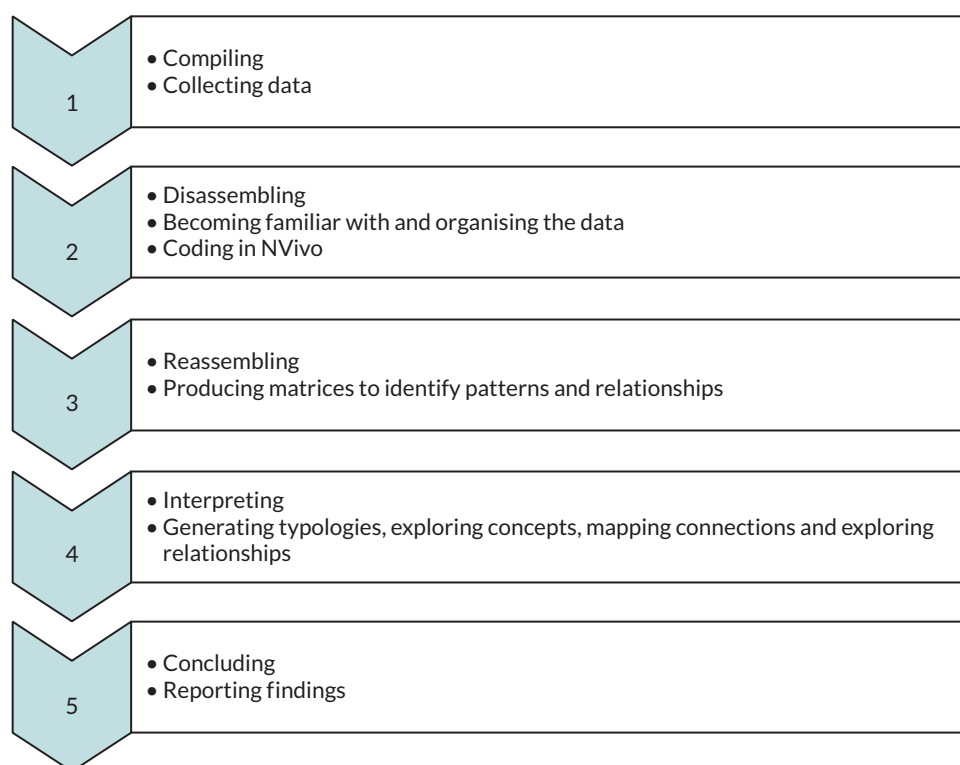 1
• Compiling
• Collecting data
2
• Disassembling
• Becoming familiar with and organising the data
• Coding in NVivo
3
• Reassembling
• Producing matrices to identify patterns and relationships
4
• Interpreting
• Generating typologies, exploring concepts, mapping connections and exploring
relationships
5
• Concluding
• Reporting findings